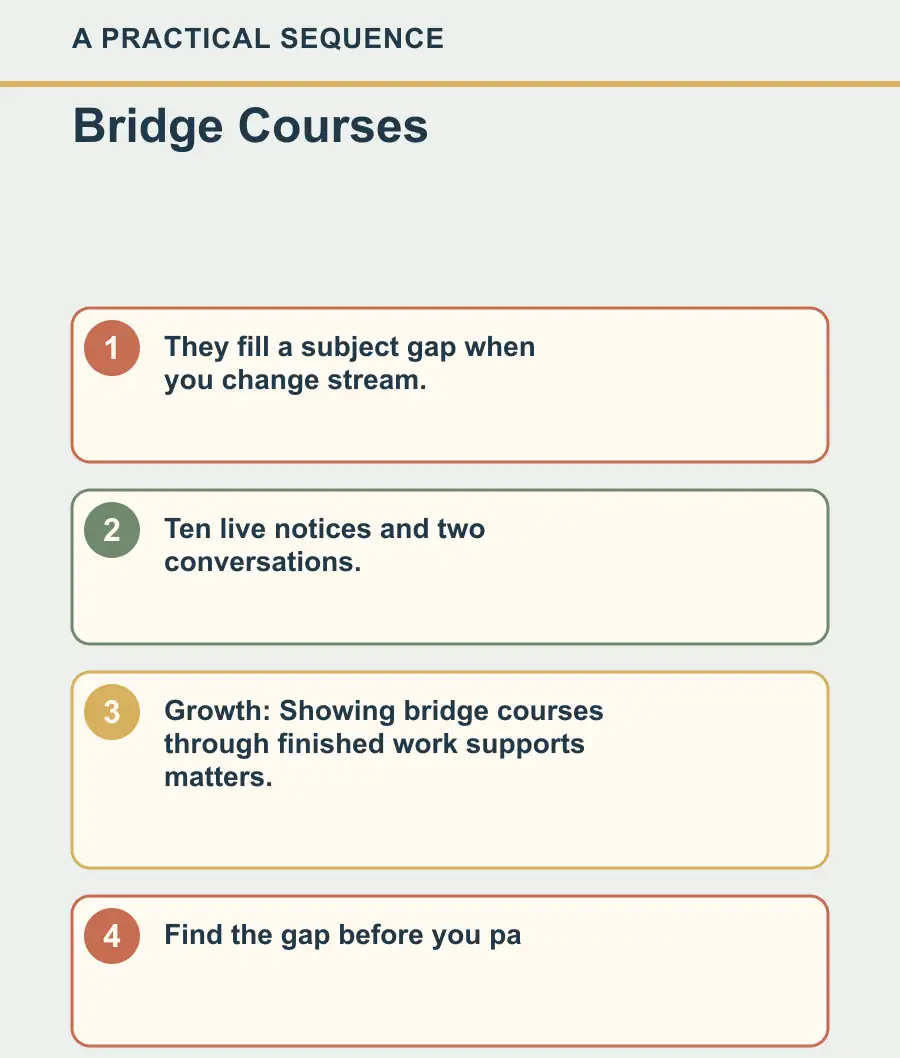 A PRACTICAL SEQUENCE
Bridge Courses
1
They fill a subject gap when
you change stream.
2
Ten live notices and two
conversations.
3
Growth: Showing bridge courses
through finished work supports
matters.
4
Find the gap before you pa